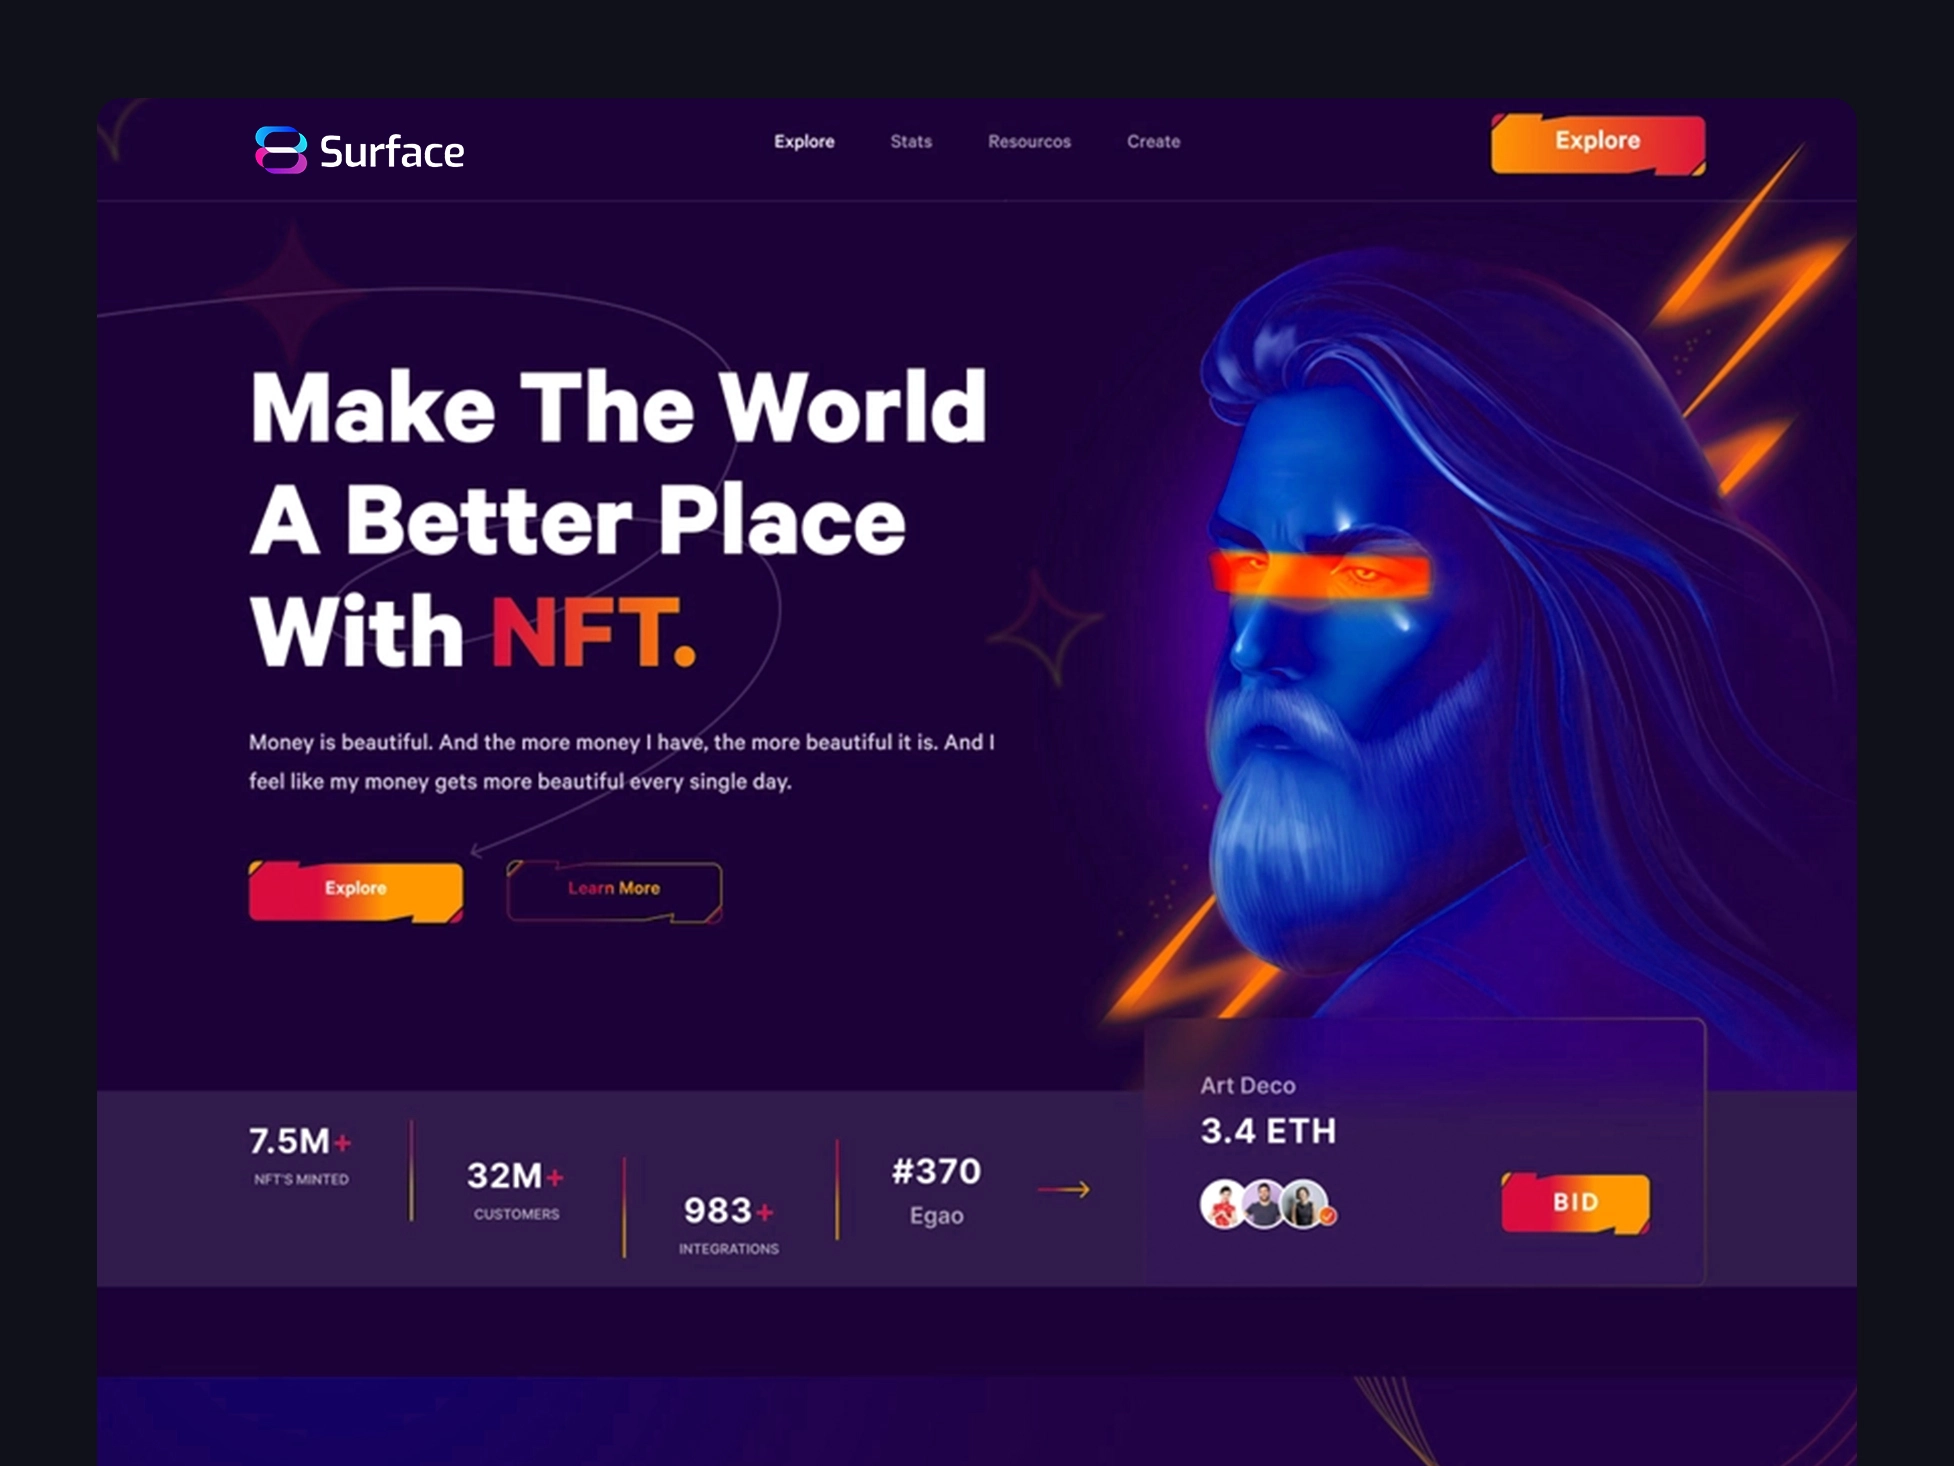 Surface
Explore
Stats
Resourcos
Create
Explore
Make The World
A Better Place
With NFT.
Money is beautiful. And the more money I have, the more beautiful it is. And I
feel like my money gets more beautiful every single day.
Explore
Learn More
7.5M+
NFT'S MINTED
32M+
CUSTOMERS
983+
INTEGRATIONS
#370
Egao
Art Deco
3.4 ETH
BID